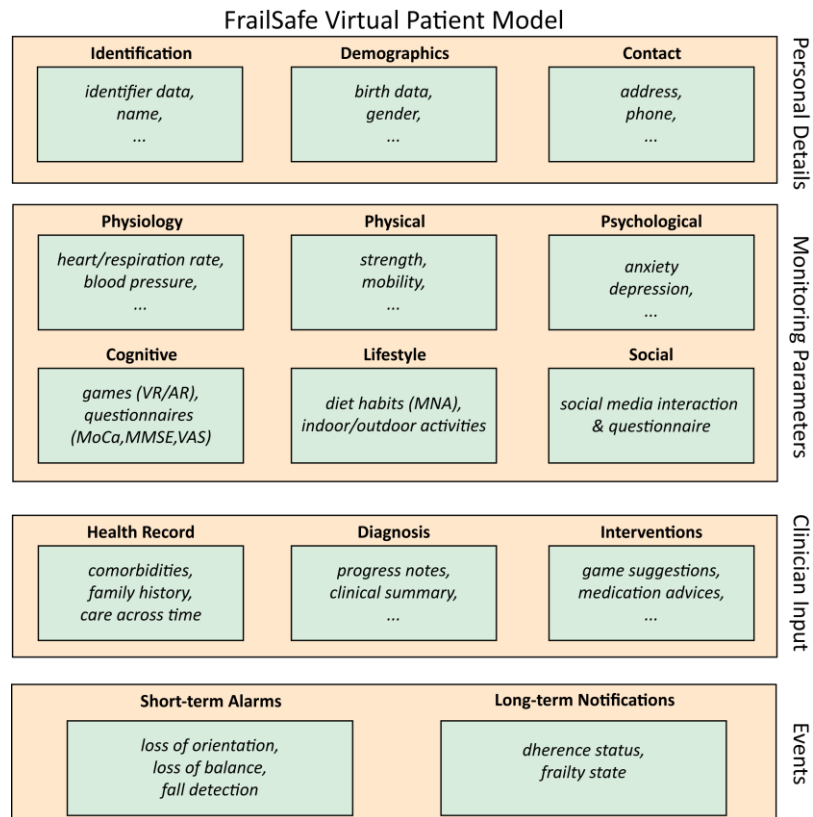 FrailSafe Virtual Patient Model
Personal Details
Identification
identifier data,
name,
...
Demographics
birth data,
gender,
...
Contact
address,
phone,
...
Monitoring Parameters
Physiology
heart/respiration rate,
blood pressure,
...
Physical
strength,
mobility,
...
Psychological
anxiety
depression,
...
Cognitive
games (VR/AR),
questionnaires
(MoCa,MMSE,VAS)
Lifestyle
diet habits (MNA),
indoor/outdoor activities
Social
social media interaction
& questionnaire
Clinician Input
Health Record
comorbidities,
family history,
care across time
Diagnosis
progress notes,
clinical summary,
...
Interventions
game suggestions,
medication advices,
...
Events
Short-term Alarms
loss of orientation,
loss of balance,
fall detection
Long-term Notifications
dherence status,
frailty state